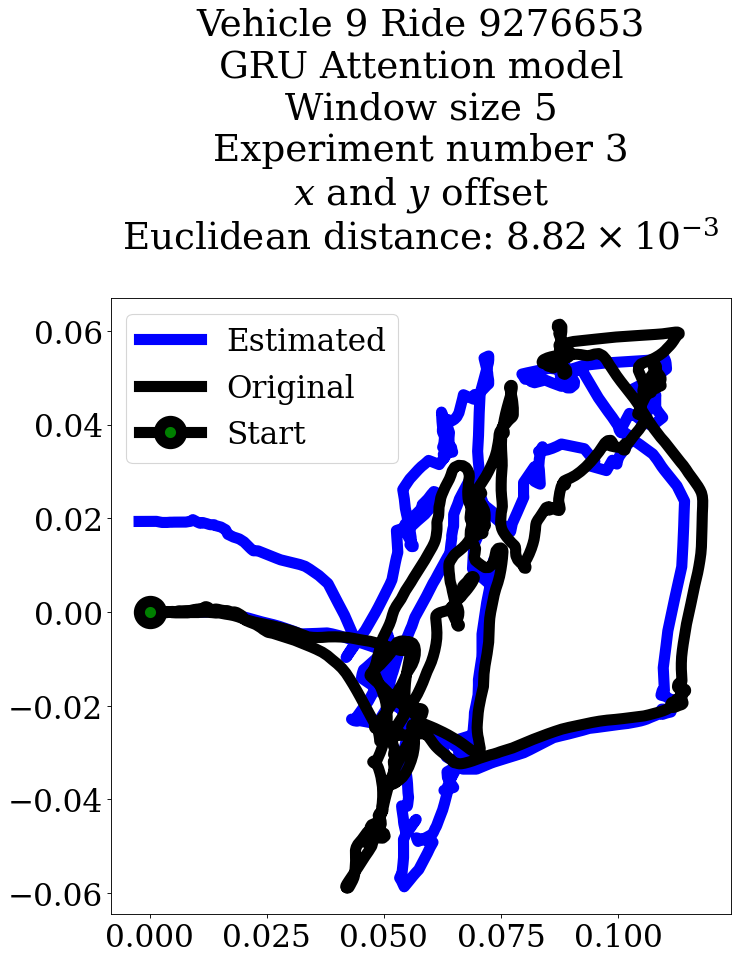 Vehicle 9 Ride 9276653
GRU Attention model
Window size 5
Experiment number 3
x and y offset
Euclidean distance: 8.82 × 10⁻³
Estimated
Original
Start
0.06
0.04
0.02
0.00
−0.02
−0.04
−0.06
0.000 0.025 0.050 0.075 0.100